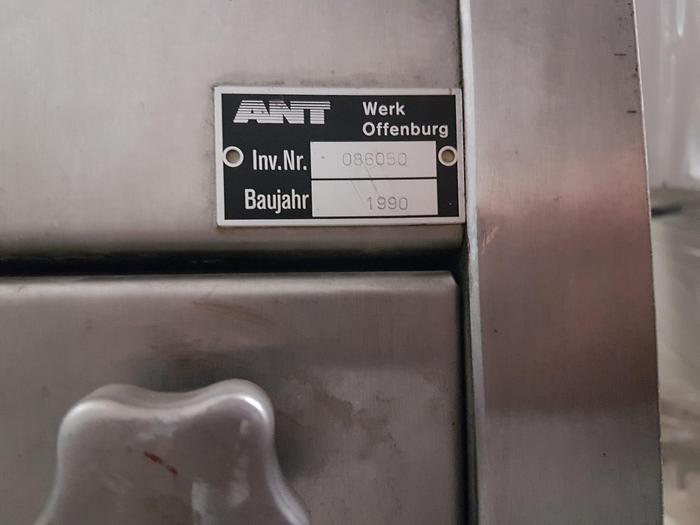 ANT Werk
Offenburg
Inv.Nr. 086050
Baujahr 1990